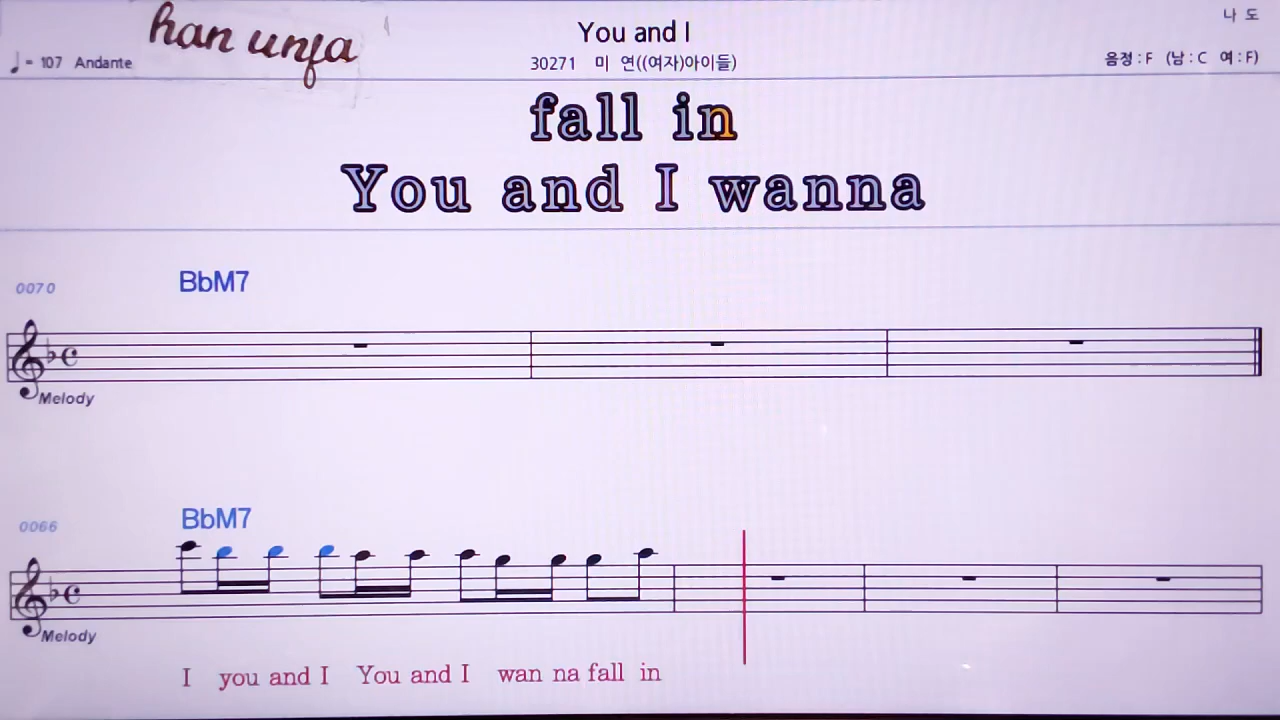 han unja
You and I
나 도
♩= 107 Andante
30271 미 연((여자)아이들)
음정 : F (남 : C 여 : F)
fall in
You and I wanna
0070
BbM7
Melody
0066
BbM7
Melody
I you and I You and I wan na fall in